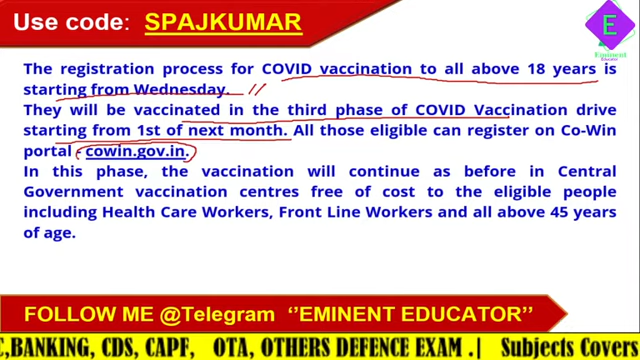 Use code: SPAJKUMAR
E
Eminent
Educator
The registration process for COVID vaccination to all above 18 years is
starting from Wednesday.
They will be vaccinated in the third phase of COVID Vaccination drive
starting from 1st of next month. All those eligible can register on Co-Win
portal - cowin.gov.in.
In this phase, the vaccination will continue as before in Central
Government vaccination centres free of cost to the eligible people
including Health Care Workers, Front Line Workers and all above 45 years
of age.
FOLLOW ME @Telegram ‘’EMINENT EDUCATOR’’
C,BANKING, CDS, CAPF, OTA, OTHERS DEFENCE EXAM .| Subjects Covers